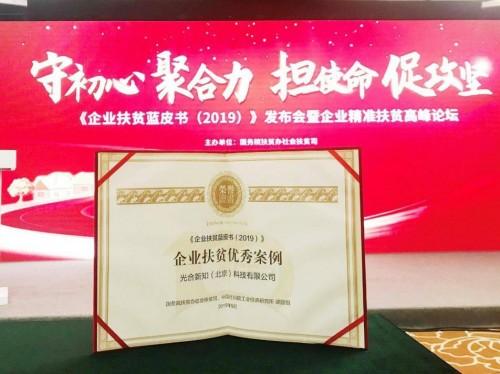 守初心 聚合力 担使命 促攻坚
《企业扶贫蓝皮书（2019）》发布会暨企业精准扶贫高峰论坛
主办单位：国务院扶贫办社会扶贫司
荣誉证书
《企业扶贫蓝皮书（2019）》
企业扶贫优秀案例
光合新知（北京）科技有限公司